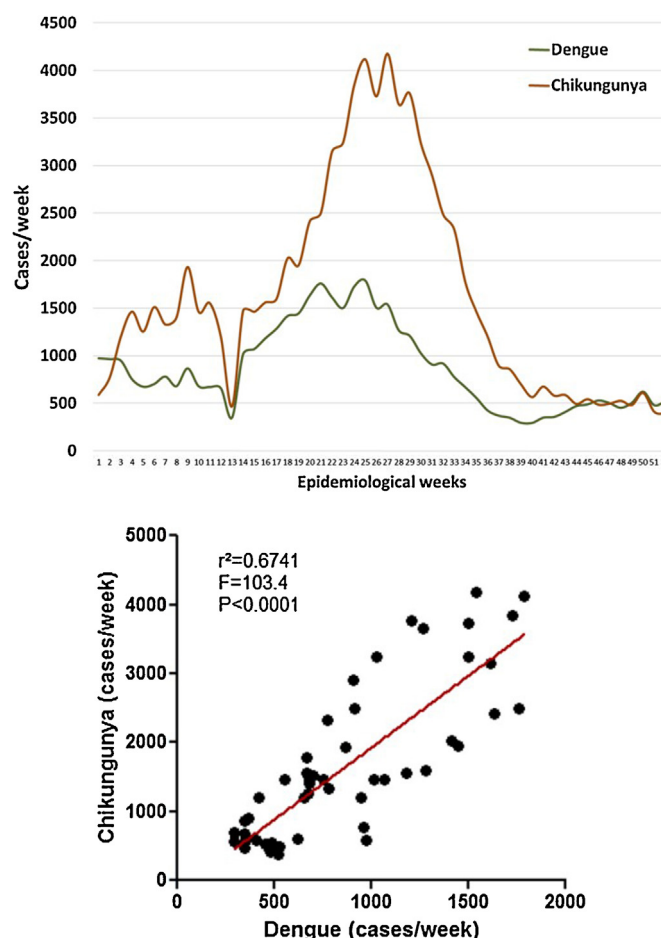 4500
4000
3500
3000
2500
2000
1500
1000
500
0
Cases/week
Dengue
Chikungunya
1 2 3 4 5 6 7 8 9 10 11 12 13 14 15 16 17 18 19 20 21 22 23 24 25 26 27 28 29 30 31 32 33 34 35 36 37 38 39 40 41 42 43 44 45 46 47 48 49 50 51
Epidemiological weeks
5000
4000
3000
2000
1000
0
Chikungunya (cases/week)
r²=0.6741
F=103.4
P<0.0001
0 500 1000 1500 2000
Dengue (cases/week)